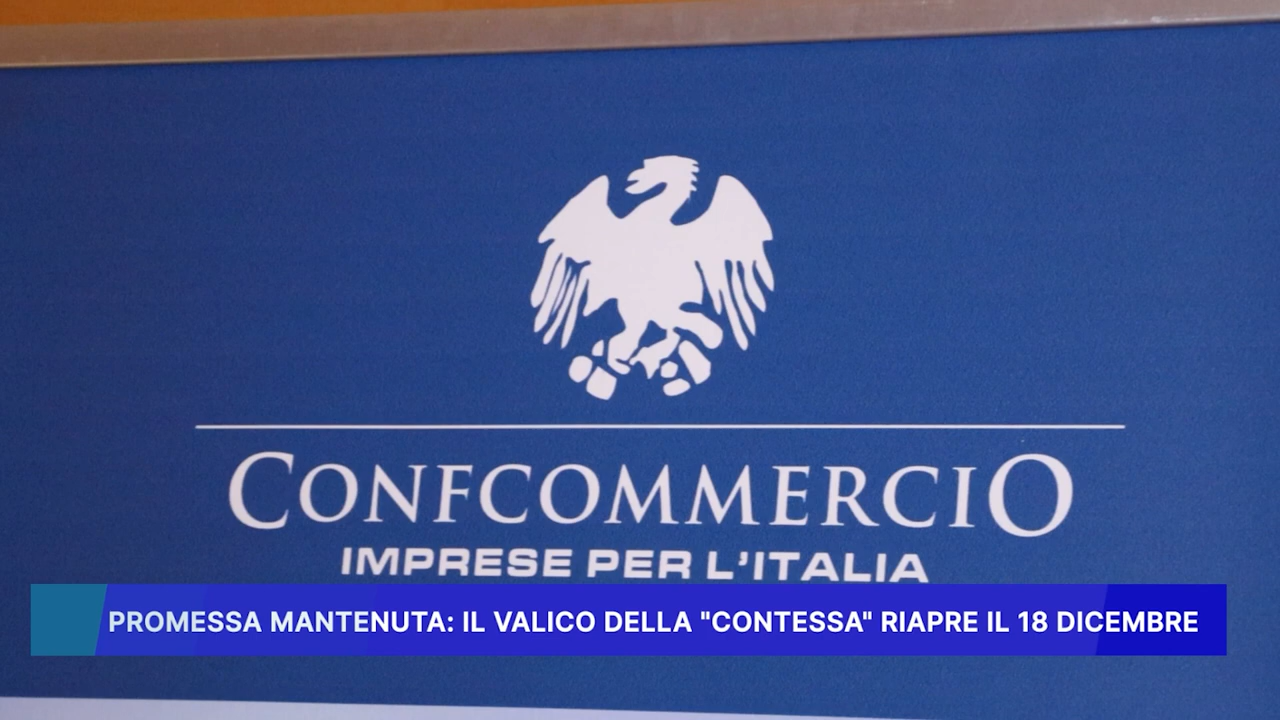 CONFCOMMERCIO
IMPRESE PER L'ITALIA
PROMESSA MANTENUTA: IL VALICO DELLA "CONTESSA" RIAPRE IL 18 DICEMBRE